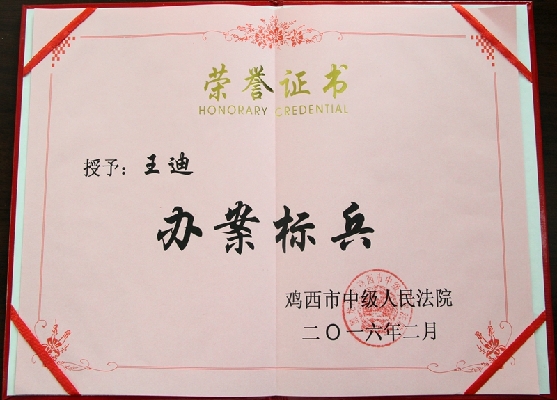 荣誉证书
HONORARY CREDENTIAL
授予：王迪
办案标兵
鸡西市中级人民法院
二〇一六年二月